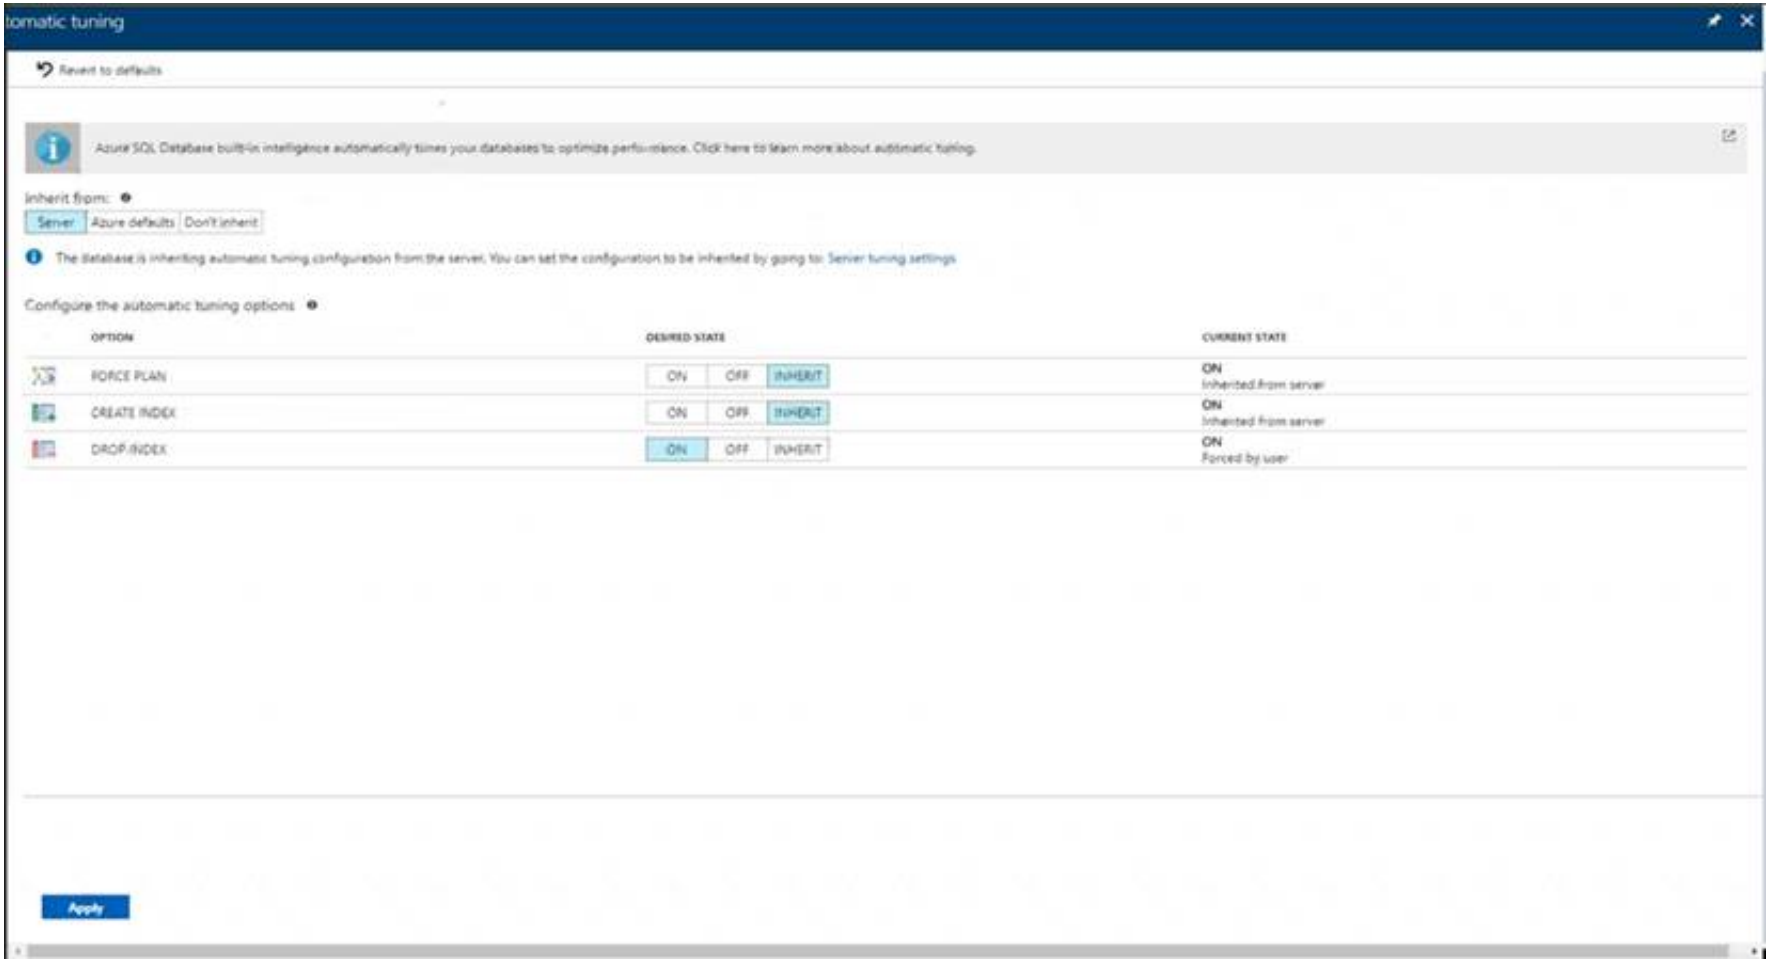 tomatic tuning
Revert to defaults
Azure SQL Database built-in intelligence automatically tunes your databases to optimize performance. Click here to learn more about automatic tuning.
Inherit from:
Server Azure defaults Don't inherit
The database is inheriting automatic tuning configuration from the server. You can set the configuration to be inherited by going to: Server tuning settings
Configure the automatic tuning options
OPTION DESIRED STATE CURRENT STATE
FORCE PLAN ON OFF INHERIT ON
Inherited from server
CREATE INDEX ON OFF INHERIT ON
Inherited from server
DROP INDEX ON OFF INHERIT ON
Forced by user
Apply